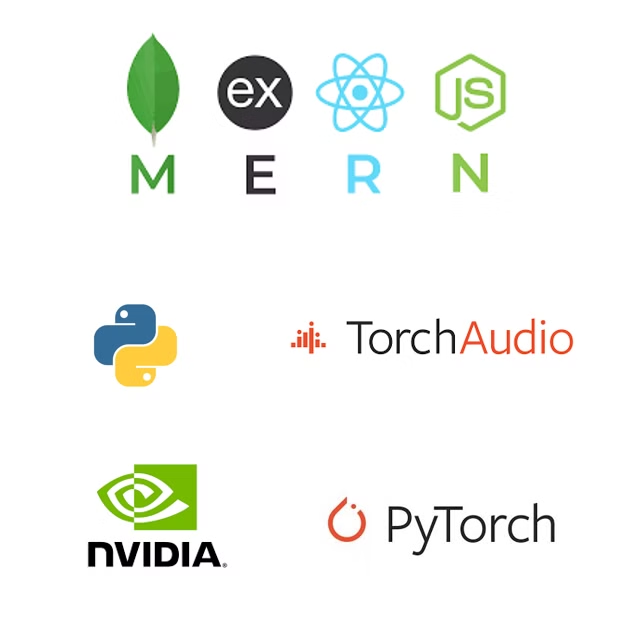 ex JS
M E R N
TorchAudio
NVIDIA®
PyTorch